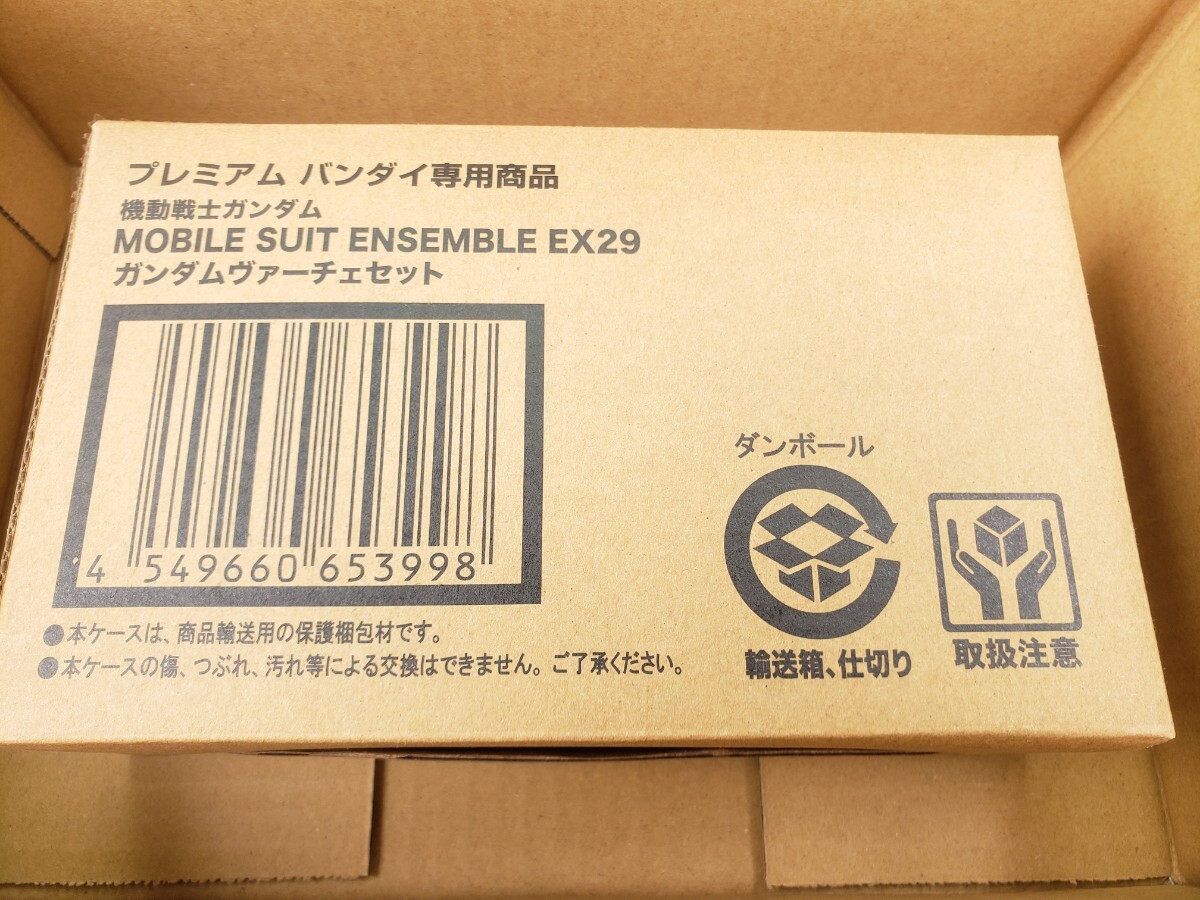 プレミアム バンダイ専用商品
機動戦士ガンダム
MOBILE SUIT ENSEMBLE EX29
ガンダムヴァーチェセット
4 549660 653998
●本ケースは、商品輸送用の保護梱包材です。
●本ケースの傷、つぶれ、汚れ等による交換はできません。ご了承ください。
ダンボール
輸送箱、仕切り
取扱注意